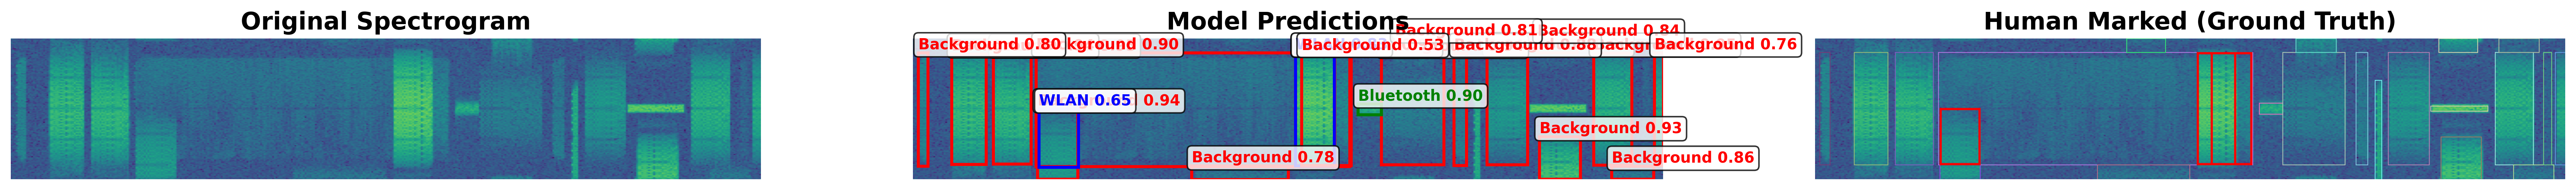 Original Spectrogram
Model Predictions
Human Marked (Ground Truth)
Background 0.81
Background 0.84
Background 0.80
kground 0.90
Background 0.53
Background 0.88
Background 0.76
WLAN 0.65
0.94
Bluetooth 0.90
Background 0.93
Background 0.78
Background 0.86